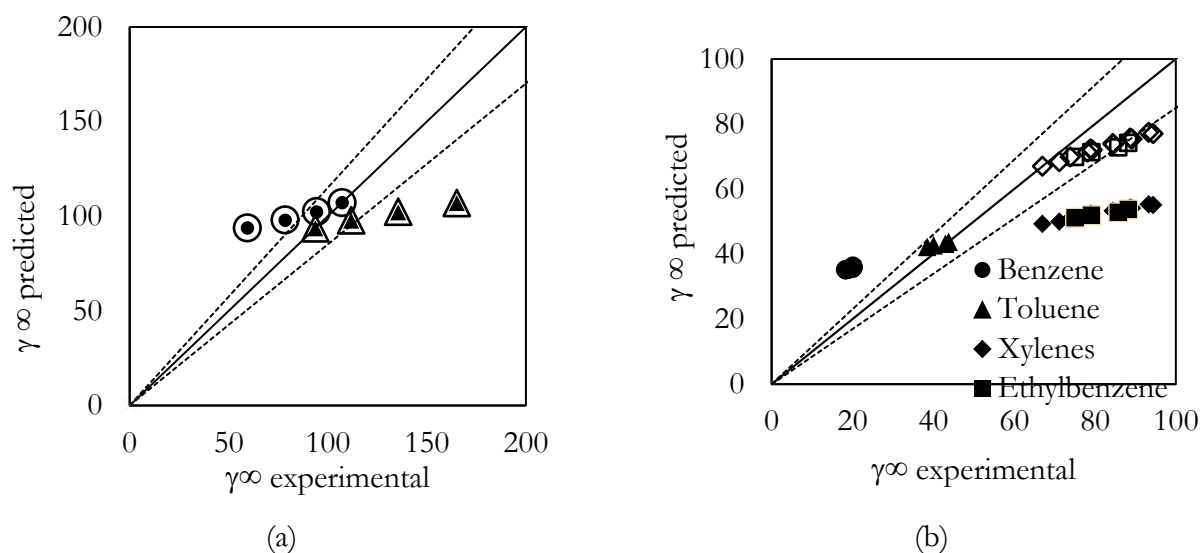 200
150
100
50
0
γ∞ predicted
0 50 100 150 200
γ∞ experimental
(a)
100
80
60
40
20
0
γ∞ predicted
Benzene
Toluene
Xylenes
Ethylbenzene
0 20 40 60 80 100
γ∞ experimental
(b)